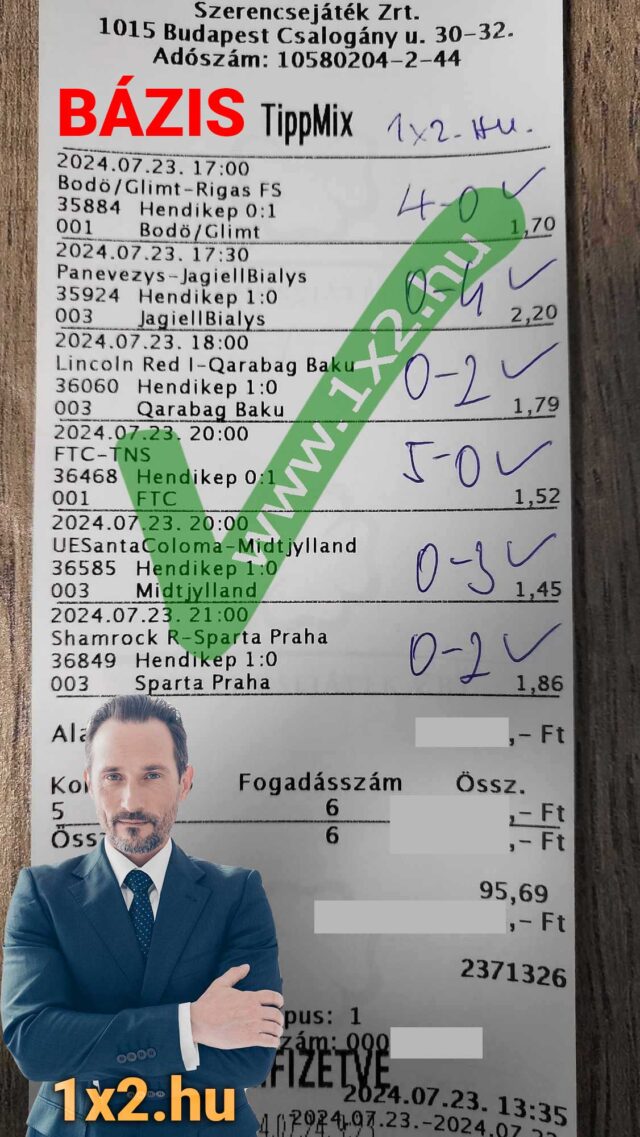 Szerencsejáték Zrt.
1015 Budapest Csalogány u. 30-32.
Adószám: 10580204-2-44
BÁZIS TippMix 1x2.Hu.
2024.07.23. 17:00
Bodö/Glimt-Rigas FS 4-0
35884 Hendikep 0:1
001 Bodö/Glimt 1,70
2024.07.23. 17:30
Panevezys-JagiellBialys 0-4
35924 Hendikep 1:0
003 JagiellBialys 2,20
2024.07.23. 18:00
Lincoln Red I-Qarabag Baku 0-2
36060 Hendikep 1:0
003 Qarabag Baku 1,79
2024.07.23. 20:00
FTC-TNS 5-0
36468 Hendikep 0:1
001 FTC 1,52
2024.07.23. 20:00
UESantaColoma-Midtjylland 0-3
36585 Hendikep 1:0
003 Midtjylland 1,45
2024.07.23. 21:00
Shamrock R-Sparta Praha 0-2
36849 Hendikep 1:0
003 Sparta Praha 1,86
www.1x2.hu
,- Ft
Fogadásszám Össz.
5 6 ,- Ft
6 ,- Ft
95,69
,- Ft
2371326
1
000
2024.07.23. 13:35
1x2.hu